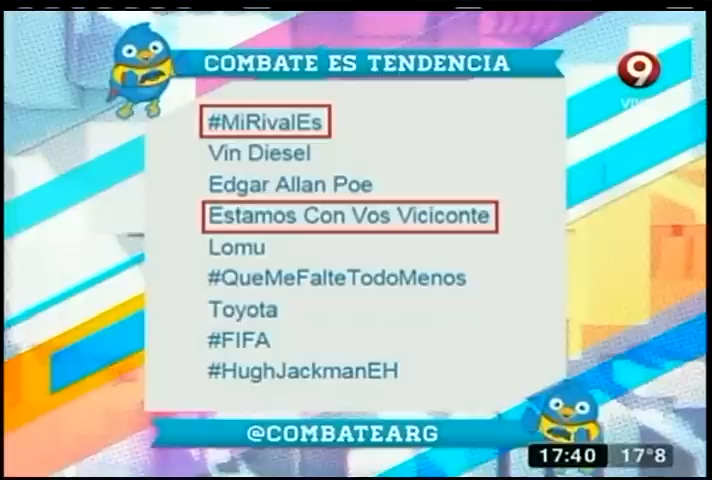 COMBATE ES TENDENCIA
9
VIVO
#MiRivalEs
Vin Diesel
Edgar Allan Poe
Estamos Con Vos Viciconte
Lomu
#QueMeFalteTodoMenos
Toyota
#FIFA
#HughJackmanEH
@COMBATEARG
17:40 17°8